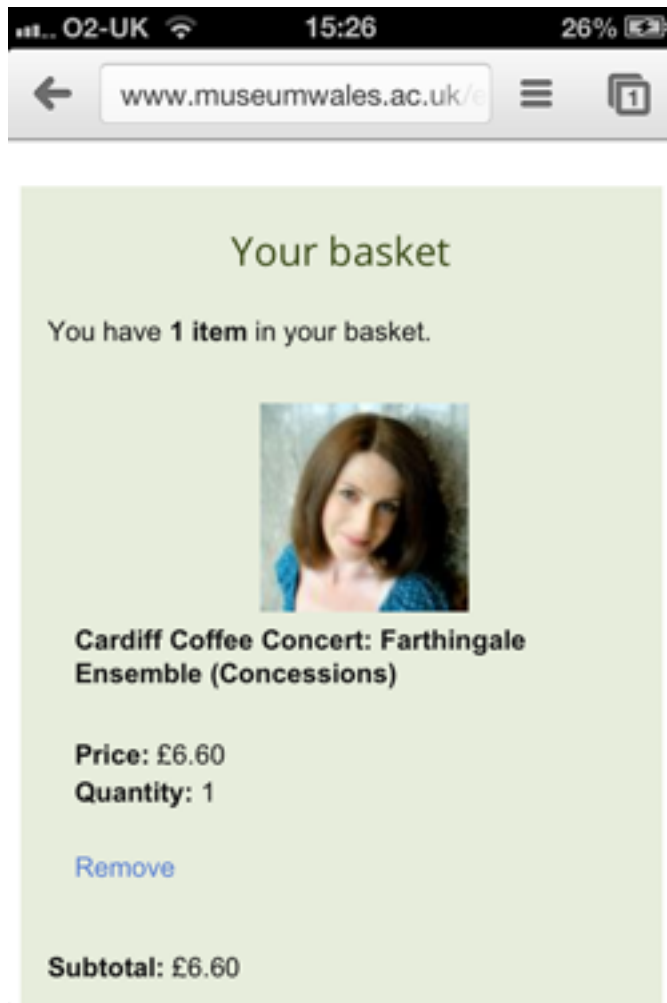 O2-UK 15:26 26%
www.museumwales.ac.uk/e 1
Your basket
You have 1 item in your basket.
Cardiff Coffee Concert: Farthingale
Ensemble (Concessions)
Price: £6.60
Quantity: 1
Remove
Subtotal: £6.60